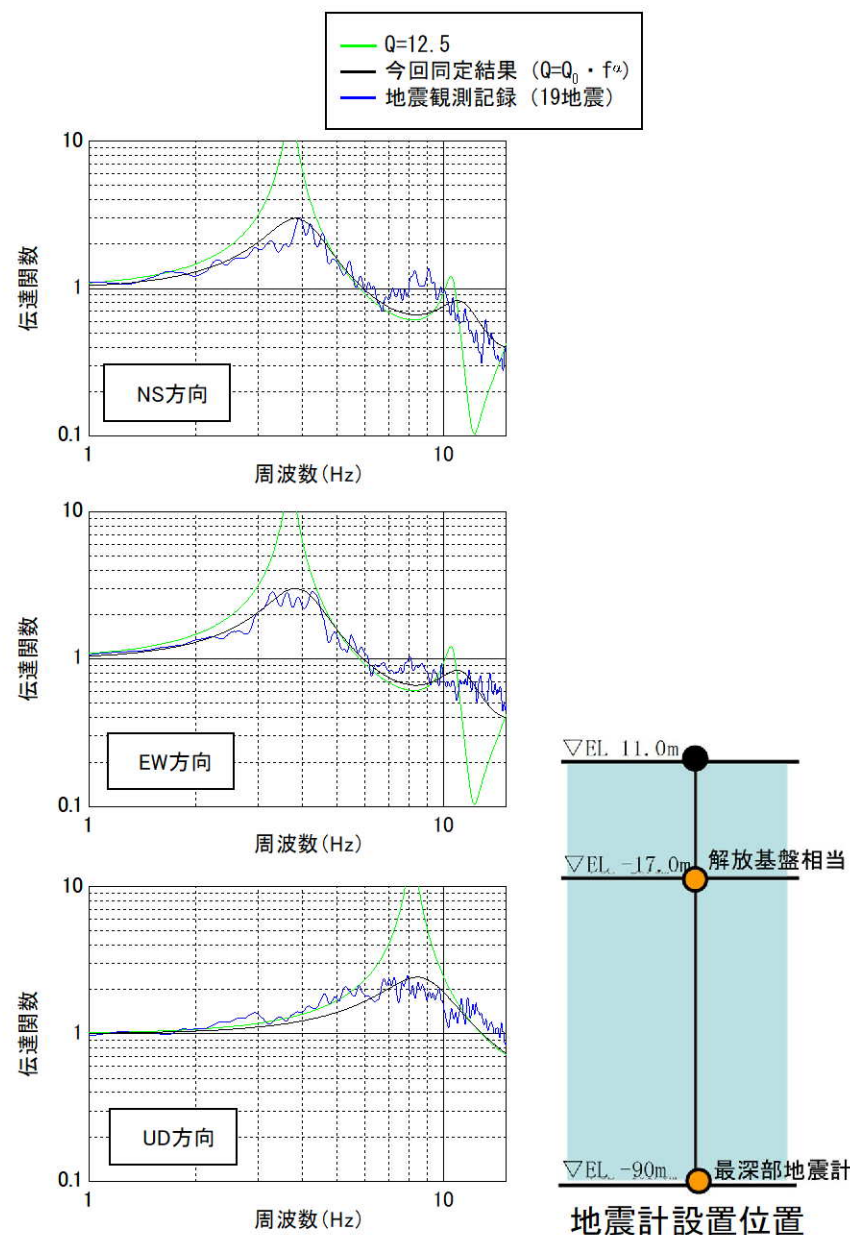 Q=12.5
今回同定結果（Q=Q₀・fᵅ）
地震観測記録（19地震）
10
1
0.1
伝達関数
NS方向
1
10
周波数(Hz)
10
1
0.1
伝達関数
EW方向
1
10
周波数(Hz)
10
1
0.1
伝達関数
UD方向
1
10
周波数(Hz)
▽EL 11.0m
▽EL -17.0m 解放基盤相当
▽EL -90m 最深部地震計
地震計設置位置